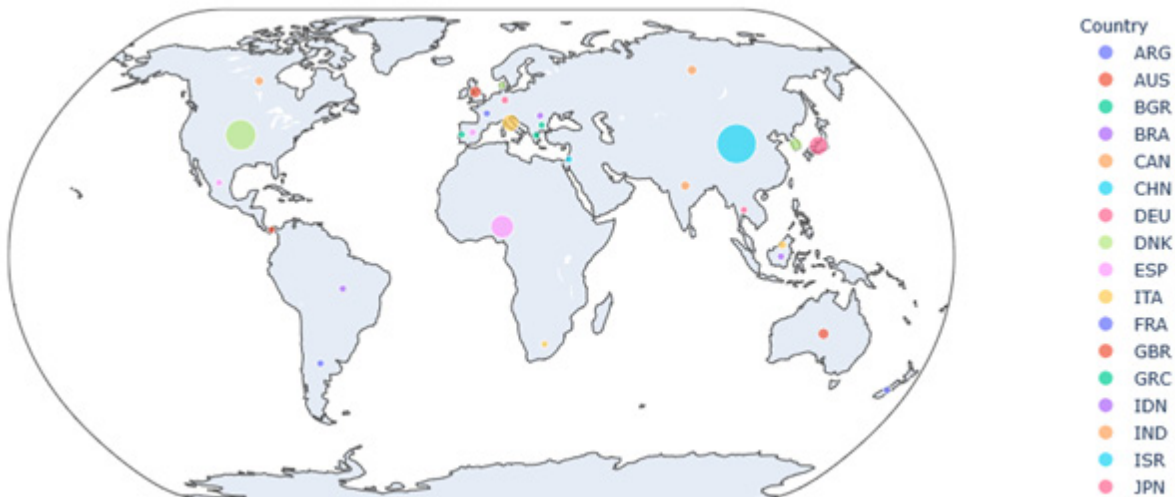 Country
ARG
AUS
BGR
BRA
CAN
CHN
DEU
DNK
ESP
ITA
FRA
GBR
GRC
IDN
IND
ISR
JPN